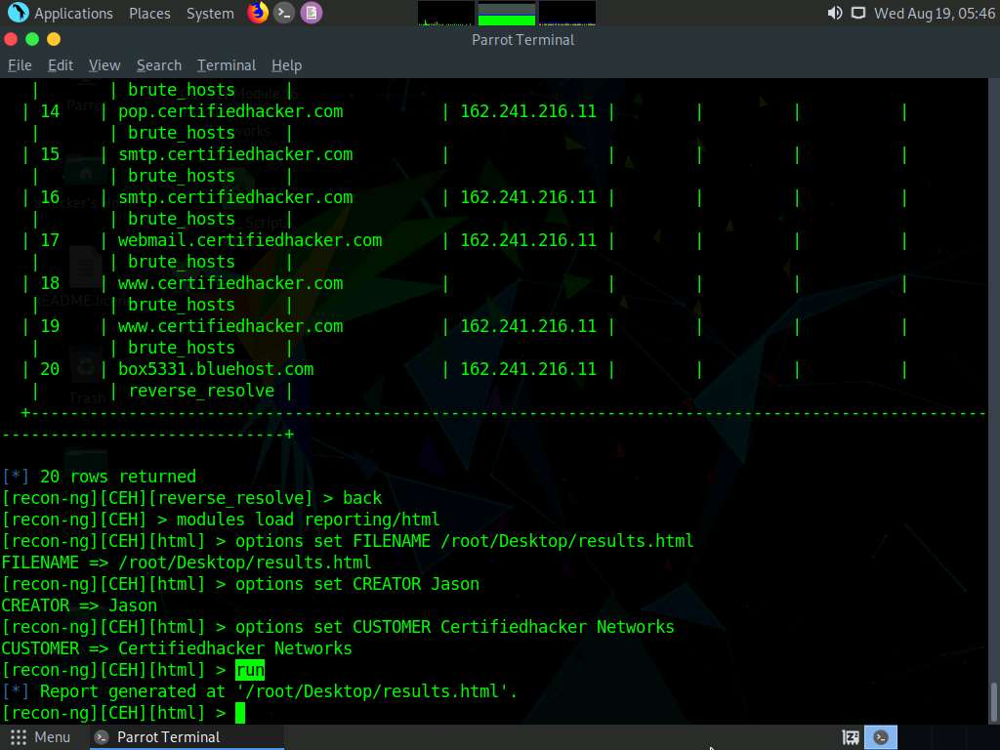 Applications Places System Wed Aug 19, 05:46
Parrot Terminal
File Edit View Search Terminal Help
| | brute_hosts |
| 14 | pop.certifiedhacker.com | 162.241.216.11 | | | |
| | brute_hosts |
| 15 | smtp.certifiedhacker.com | | | | |
| | brute_hosts |
| 16 | smtp.certifiedhacker.com | 162.241.216.11 | | | |
| | brute_hosts |
| 17 | webmail.certifiedhacker.com | 162.241.216.11 | | | |
| | brute_hosts |
| 18 | www.certifiedhacker.com | | | | |
| | brute_hosts |
| 19 | www.certifiedhacker.com | 162.241.216.11 | | | |
| | brute_hosts |
| 20 | box5331.bluehost.com | 162.241.216.11 | | | |
| | reverse_resolve |
+--------------------------------------------------------------------------------------------------
-----------------------------+
[*] 20 rows returned
[recon-ng][CEH][reverse_resolve] > back
[recon-ng][CEH] > modules load reporting/html
[recon-ng][CEH][html] > options set FILENAME /root/Desktop/results.html
FILENAME => /root/Desktop/results.html
[recon-ng][CEH][html] > options set CREATOR Jason
CREATOR => Jason
[recon-ng][CEH][html] > options set CUSTOMER Certifiedhacker Networks
CUSTOMER => Certifiedhacker Networks
[recon-ng][CEH][html] > run
[*] Report generated at '/root/Desktop/results.html'.
[recon-ng][CEH][html] >
Menu Parrot Terminal